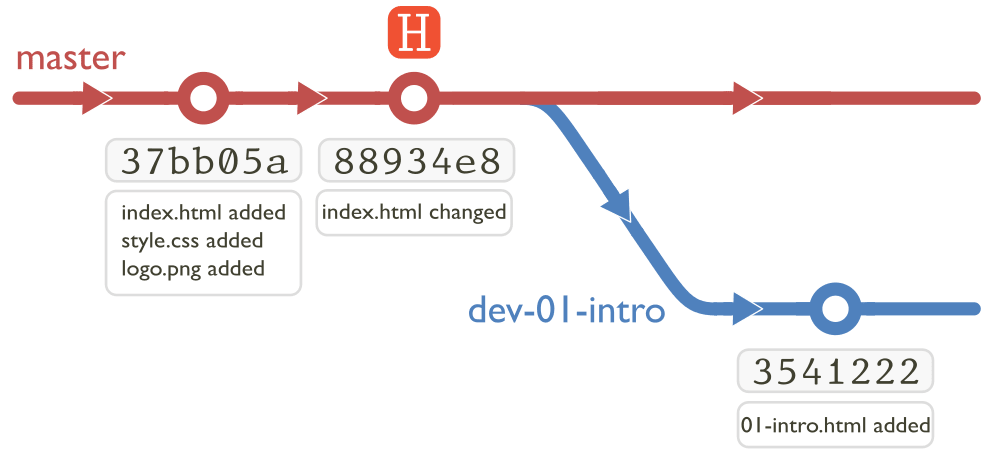 H
master
37bb05a
88934e8
index.html added
style.css added
logo.png added
index.html changed
dev-01-intro
3541222
01-intro.html added